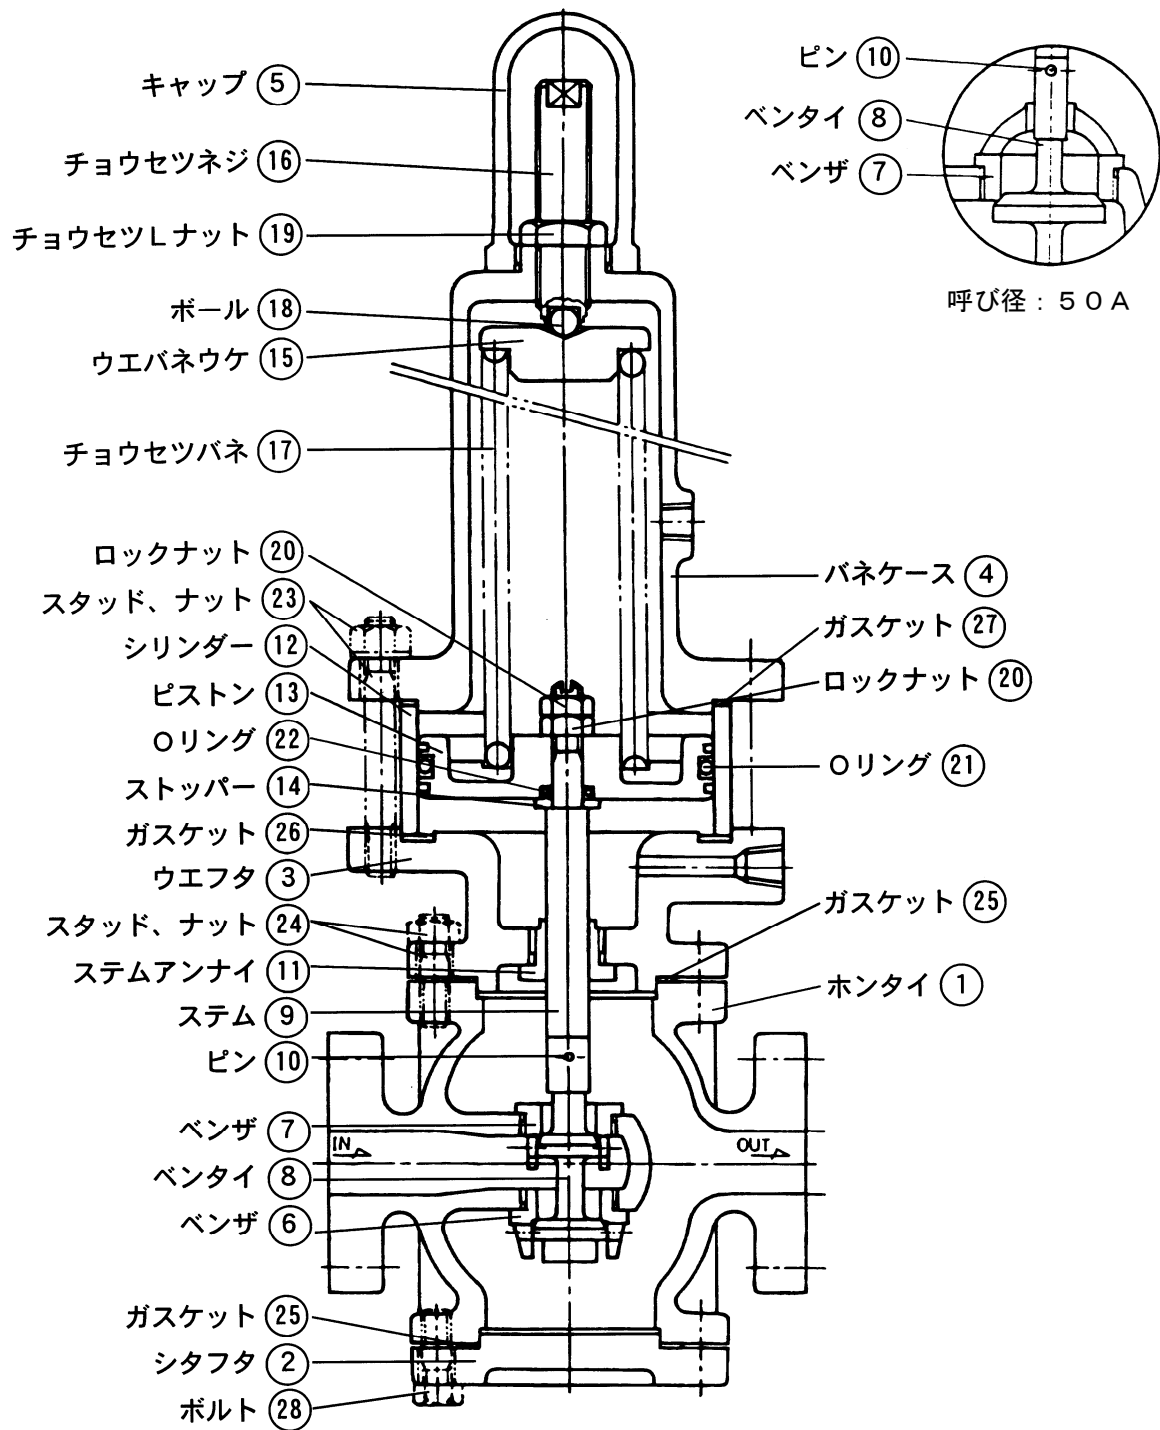 キャップ ⑤
チョウセツネジ ⑯
チョウセツLナット ⑲
ボール ⑱
ウエバネウケ ⑮
チョウセツバネ ⑰
ロックナット ⑳
スタッド、ナット ㉓
シリンダー ⑫
ピストン ⑬
Oリング ㉒
ストッパー ⑭
ガスケット ㉖
ウエフタ ③
スタッド、ナット ㉔
ステムアンナイ ⑪
ステム ⑨
ピン ⑩
ベンザ ⑦
ベンタイ ⑧
ベンザ ⑥
ガスケット ㉕
シタフタ ②
ボルト ㉘
IN
OUT
ピン ⑩
ベンタイ ⑧
ベンザ ⑦
呼び径：５０A
バネケース ④
ガスケット ㉗
ロックナット ⑳
Oリング ㉑
ガスケット ㉕
ホンタイ ①